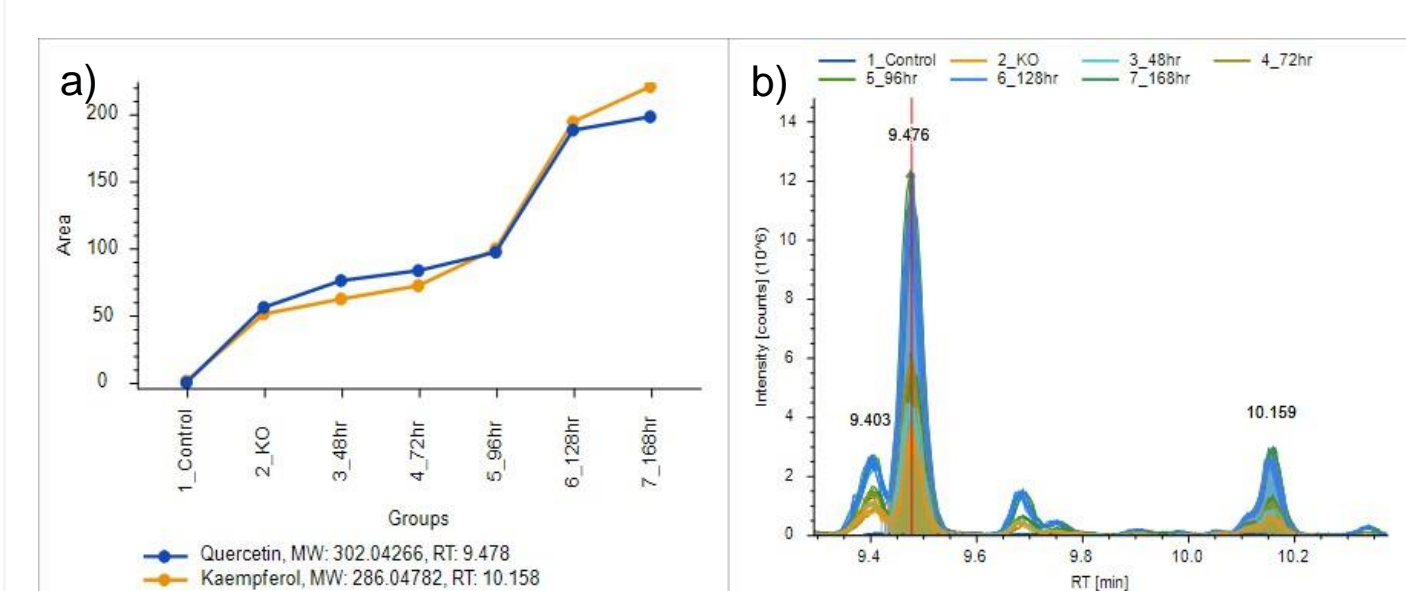 a)
200
150
100
50
0
Area
1_Control
2_KO
3_48hr
4_72hr
5_96hr
6_128hr
7_168hr
Groups
Quercetin, MW: 302.04266, RT: 9.478
Kaempferol, MW: 286.04782, RT: 10.158
b)
1_Control 2_KO 3_48hr 4_72hr
5_96hr 6_128hr 7_168hr
14
12
10
8
6
4
2
0
Intensity [counts] (10^6)
9.476
9.403
10.159
9.4 9.6 9.8 10.0 10.2
RT [min]